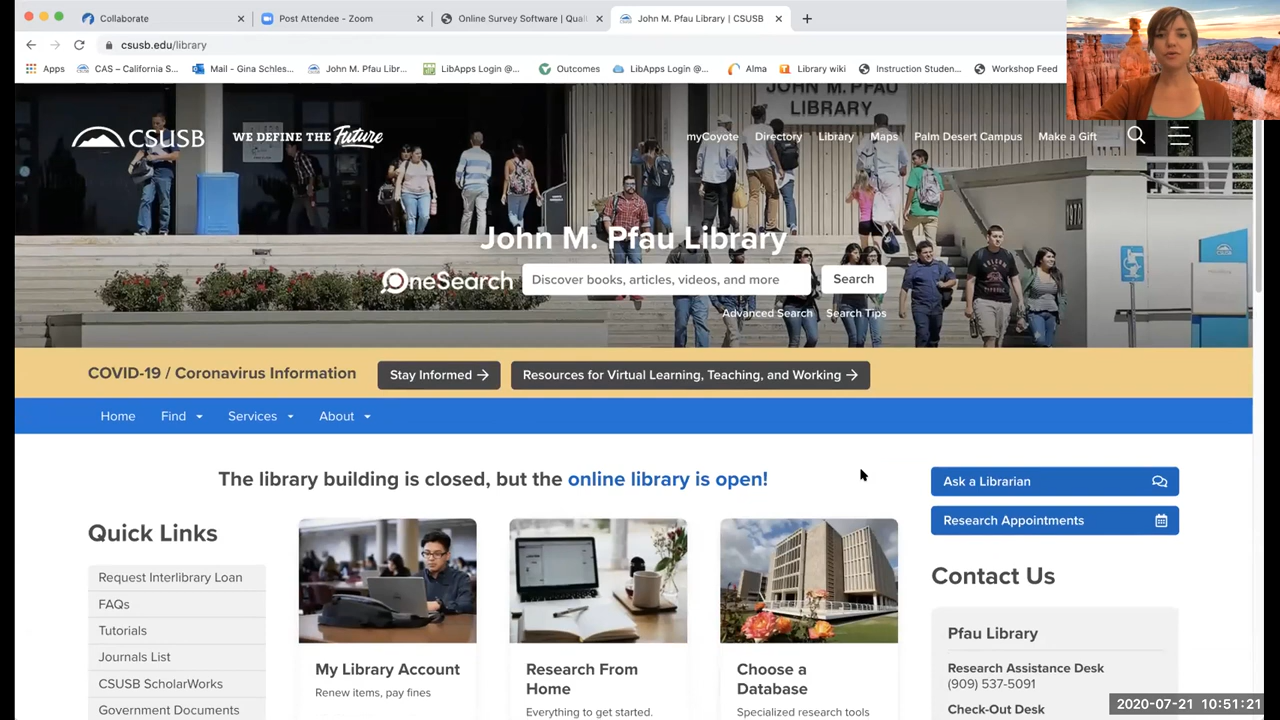 Collaborate
Post Attendee - Zoom
Online Survey Software | Qual
John M. Pfau Library | CSUSB
csusb.edu/library
Apps
CAS – California S...
Mail - Gina Schles...
John M. Pfau Libr...
LibApps Login @...
Outcomes
LibApps Login @...
Alma
Library wiki
Instruction Studen...
Workshop Feed
JOHN M. PFAU
LIBRARY
CSUSB
WE DEFINE THE Future
myCoyote
Directory
Library
Maps
Palm Desert Campus
Make a Gift
1970
John M. Pfau Library
OneSearch
Discover books, articles, videos, and more
Search
Advanced Search
Search Tips
COVID-19 / Coronavirus Information
Stay Informed →
Resources for Virtual Learning, Teaching, and Working →
Home
Find
Services
About
The library building is closed, but the online library is open!
Ask a Librarian
Research Appointments
Quick Links
Request Interlibrary Loan
FAQs
Tutorials
Journals List
CSUSB ScholarWorks
Government Documents
My Library Account
Renew items, pay fines
Research From
Home
Everything to get started.
Choose a
Database
Specialized research tools
Contact Us
Pfau Library
Research Assistance Desk
(909) 537-5091
Check-Out Desk
2020-07-21 10:51:21